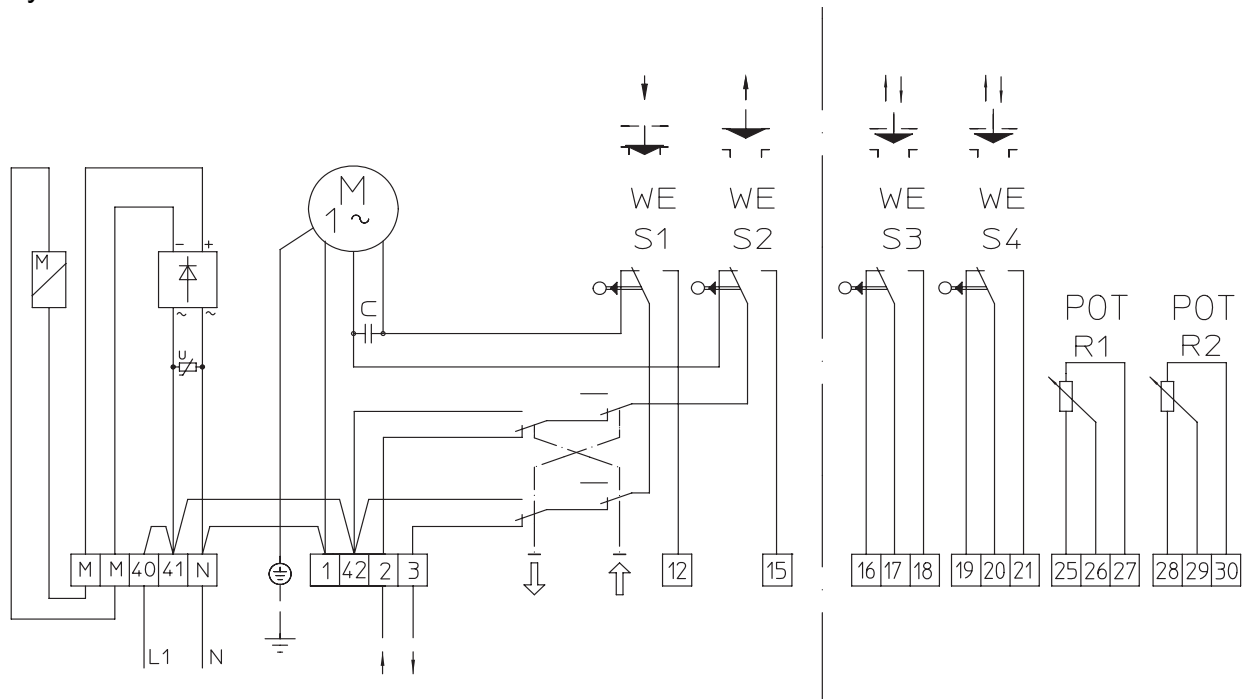 M
1 ~
WE
S1
WE
S2
WE
S3
WE
S4
M
- +
~ ~
U
C
POT
R1
POT
R2
M M 40 41 N
1 42 2 3
12
15
16 17 18
19 20 21
25 26 27
28 29 30
L1
N